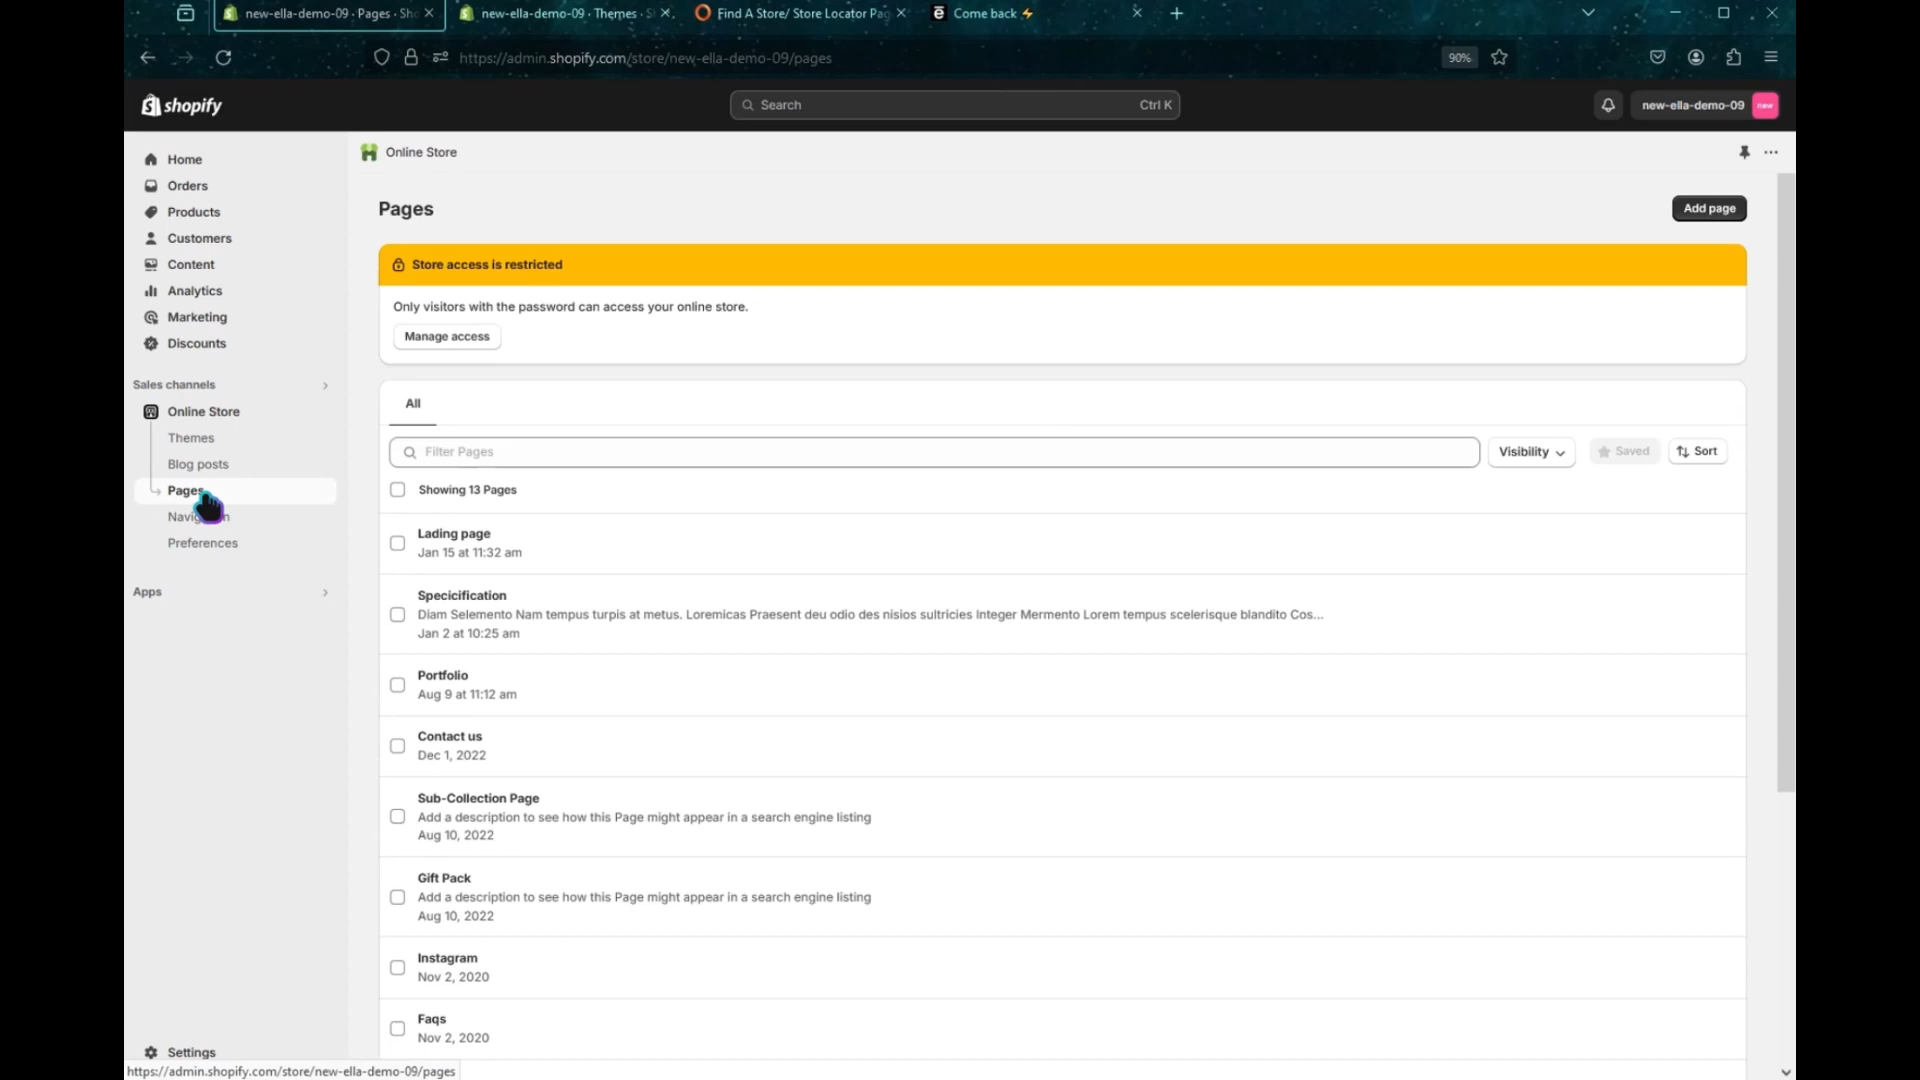 new-ella-demo-09 · Pages · Sho
new-ella-demo-09 · Themes · S
Find A Store/ Store Locator Pag
Come back ⚡
https://admin.shopify.com/store/new-ella-demo-09/pages
90%
shopify
Search
Ctrl K
new-ella-demo-09
new
Home
Orders
Products
Customers
Content
Analytics
Marketing
Discounts
Sales channels
Online Store
Themes
Blog posts
Pages
Preferences
Apps
Settings
Online Store
Pages
Add page
Store access is restricted
Only visitors with the password can access your online store.
Manage access
All
Filter Pages
Visibility
Saved
Sort
Showing 13 Pages
Lading page
Jan 15 at 11:32 am
Specicification
Diam Selemento Nam tempus turpis at metus. Loremicas Praesent deu odio des nisios sultricies Integer Mermento Lorem tempus scelerisque blandito Cos...
Jan 2 at 10:25 am
Portfolio
Aug 9 at 11:12 am
Contact us
Dec 1, 2022
Sub-Collection Page
Add a description to see how this Page might appear in a search engine listing
Aug 10, 2022
Gift Pack
Add a description to see how this Page might appear in a search engine listing
Aug 10, 2022
Instagram
Nov 2, 2020
Faqs
Nov 2, 2020
https://admin.shopify.com/store/new-ella-demo-09/pages